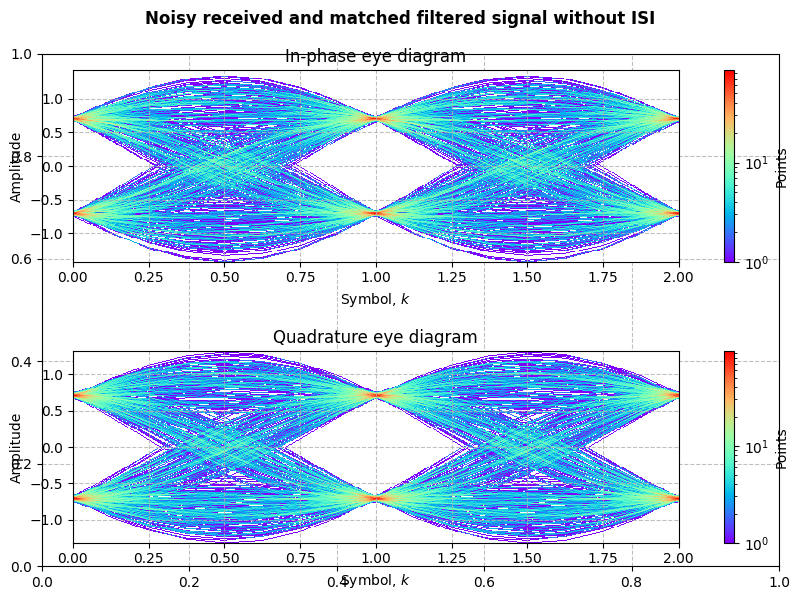 Noisy received and matched filtered signal without ISI
1.0
In-phase eye diagram
1.0
0.5
Amplitude
0.8
0.0
−0.5
−1.0
0.6
10¹
10⁰
Points
0.00 0.25 0.50 0.75 1.00 1.25 1.50 1.75 2.00
Symbol, k
Quadrature eye diagram
0.4
1.0
0.5
Amplitude
0.0
−0.5
−1.0
10¹
10⁰
Points
0.00 0.25 0.50 0.75 1.00 1.25 1.50 1.75 2.00
0.0
0.0 0.2 0.4 0.6 0.8 1.0
Symbol, k